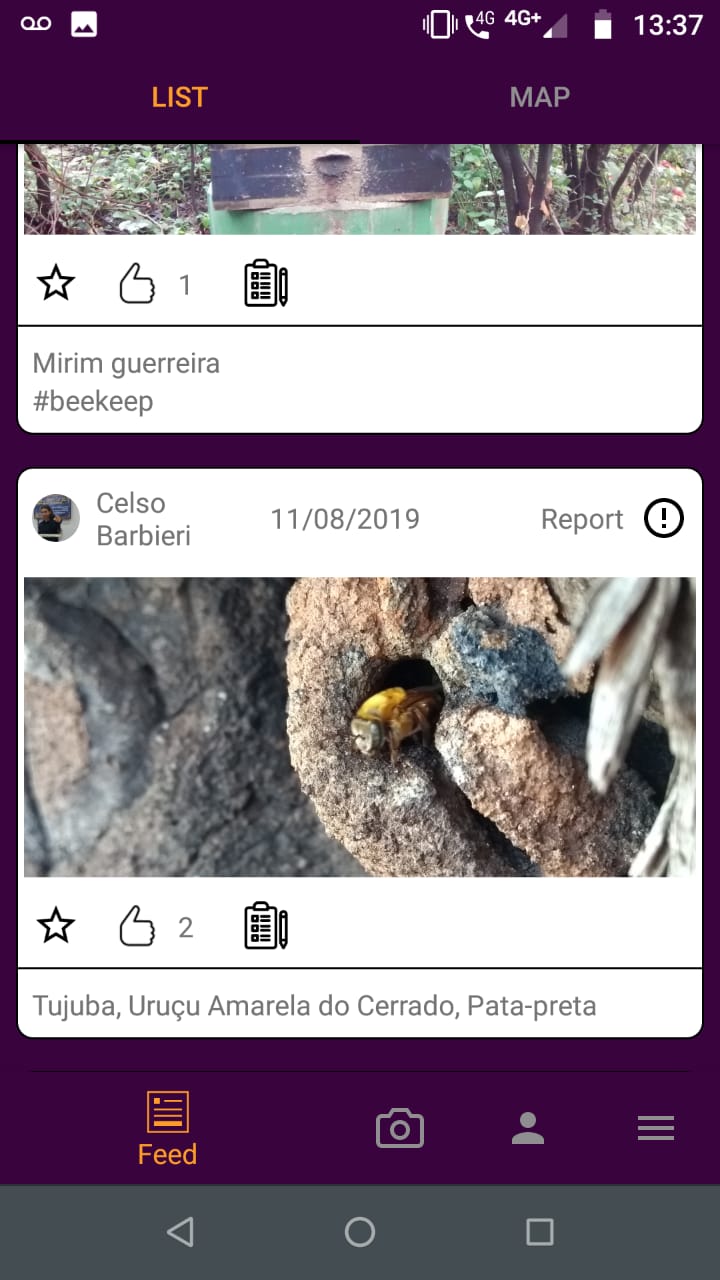 4G 4G+ 13:37
LIST MAP
1
Mirim guerreira
#beekeep
Celso
Barbieri
11/08/2019
Report
2
Tujuba, Uruçu Amarela do Cerrado, Pata-preta
Feed